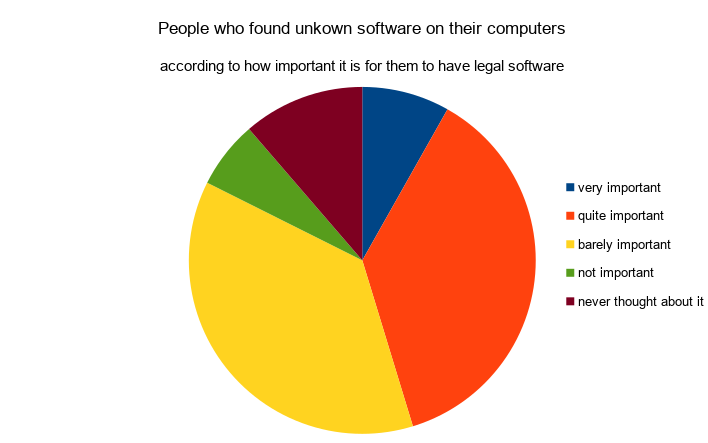 People who found unkown software on their computers
according to how important it is for them to have legal software
very important
quite important
barely important
not important
never thought about it